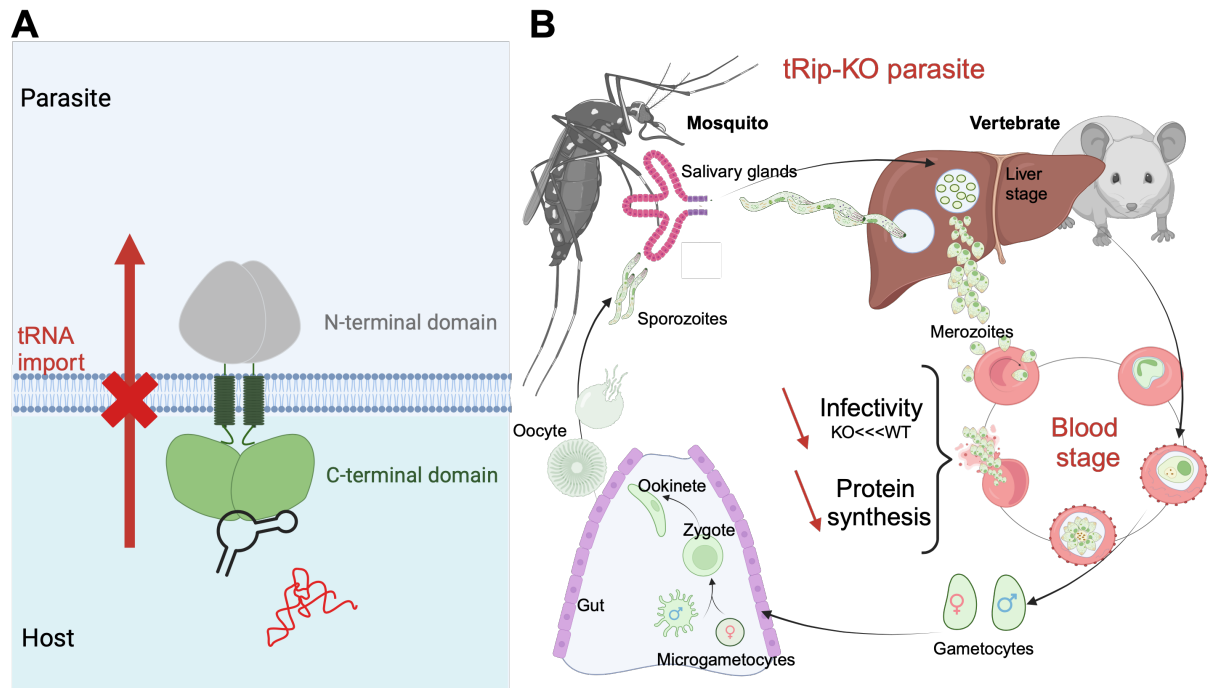 A
Parasite
tRNA
import
N-terminal domain
C-terminal domain
Host
B
tRip-KO parasite
Mosquito
Vertebrate
Salivary glands
Liver
stage
Sporozoites
Merozoites
Oocyte
Infectivity
KO<<<WT
Protein
synthesis
Blood
stage
Ookinete
Zygote
Gut
Microgametocytes
Gametocytes